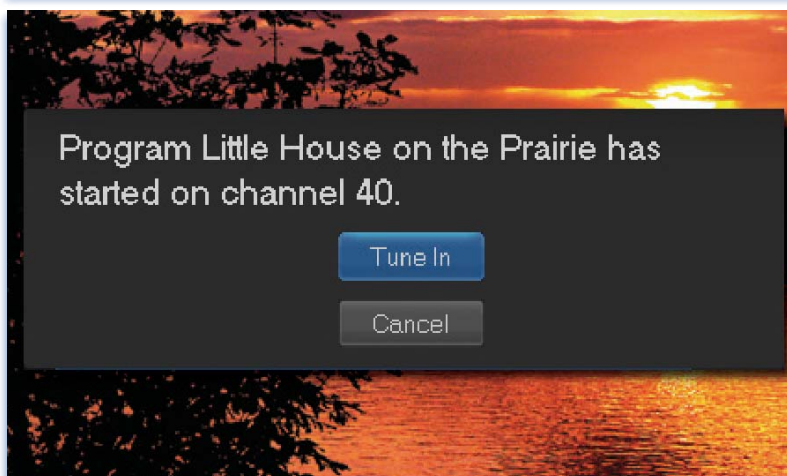 Program Little House on the Prairie has
started on channel 40.
Tune In
Cancel